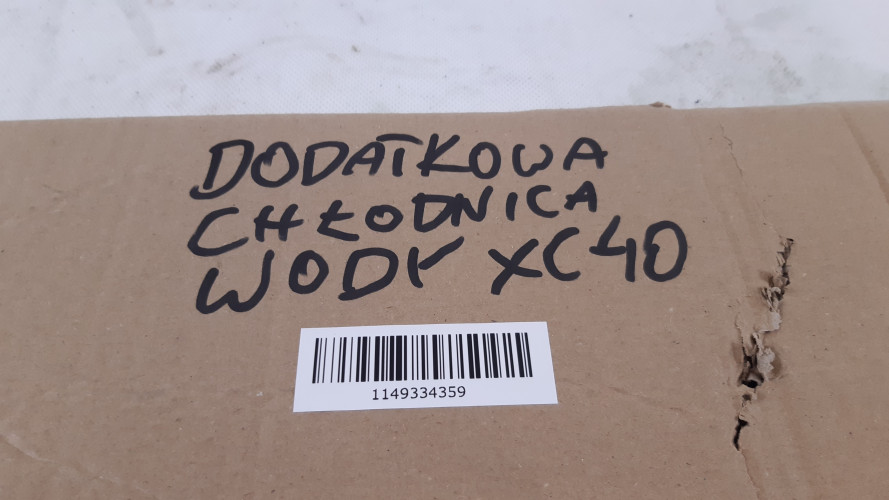 DODATKOWA
CHŁODNICA
WODY XC40
1149334359